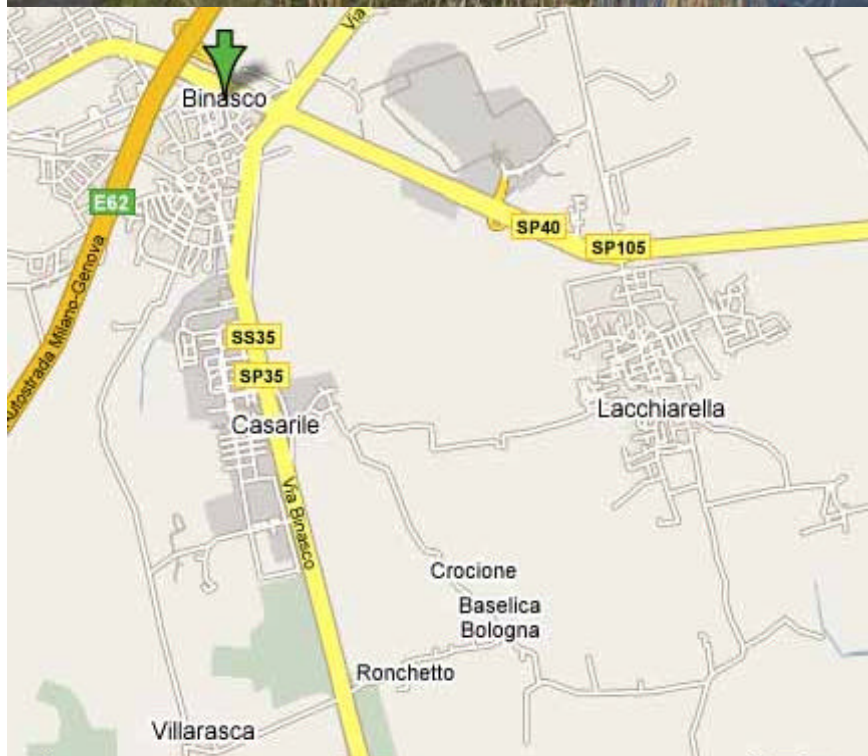 Via
Binasco
E62
SP40
SP105
Autostrada Milano-Genova
SS35
SP35
Lacchiarella
Casarile
Via Binasco
Crocione
Baselica
Bologna
Ronchetto
Villarasca